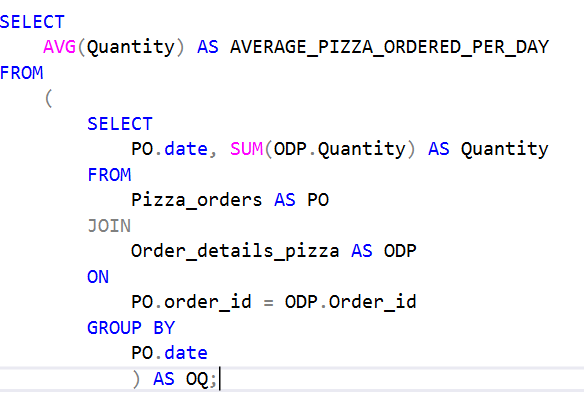 SELECT
AVG(Quantity) AS AVERAGE_PIZZA_ORDERED_PER_DAY
FROM
(
SELECT
PO.date, SUM(ODP.Quantity) AS Quantity
FROM
Pizza_orders AS PO
JOIN
Order_details_pizza AS ODP
ON
PO.order_id = ODP.Order_id
GROUP BY
PO.date
) AS OQ;